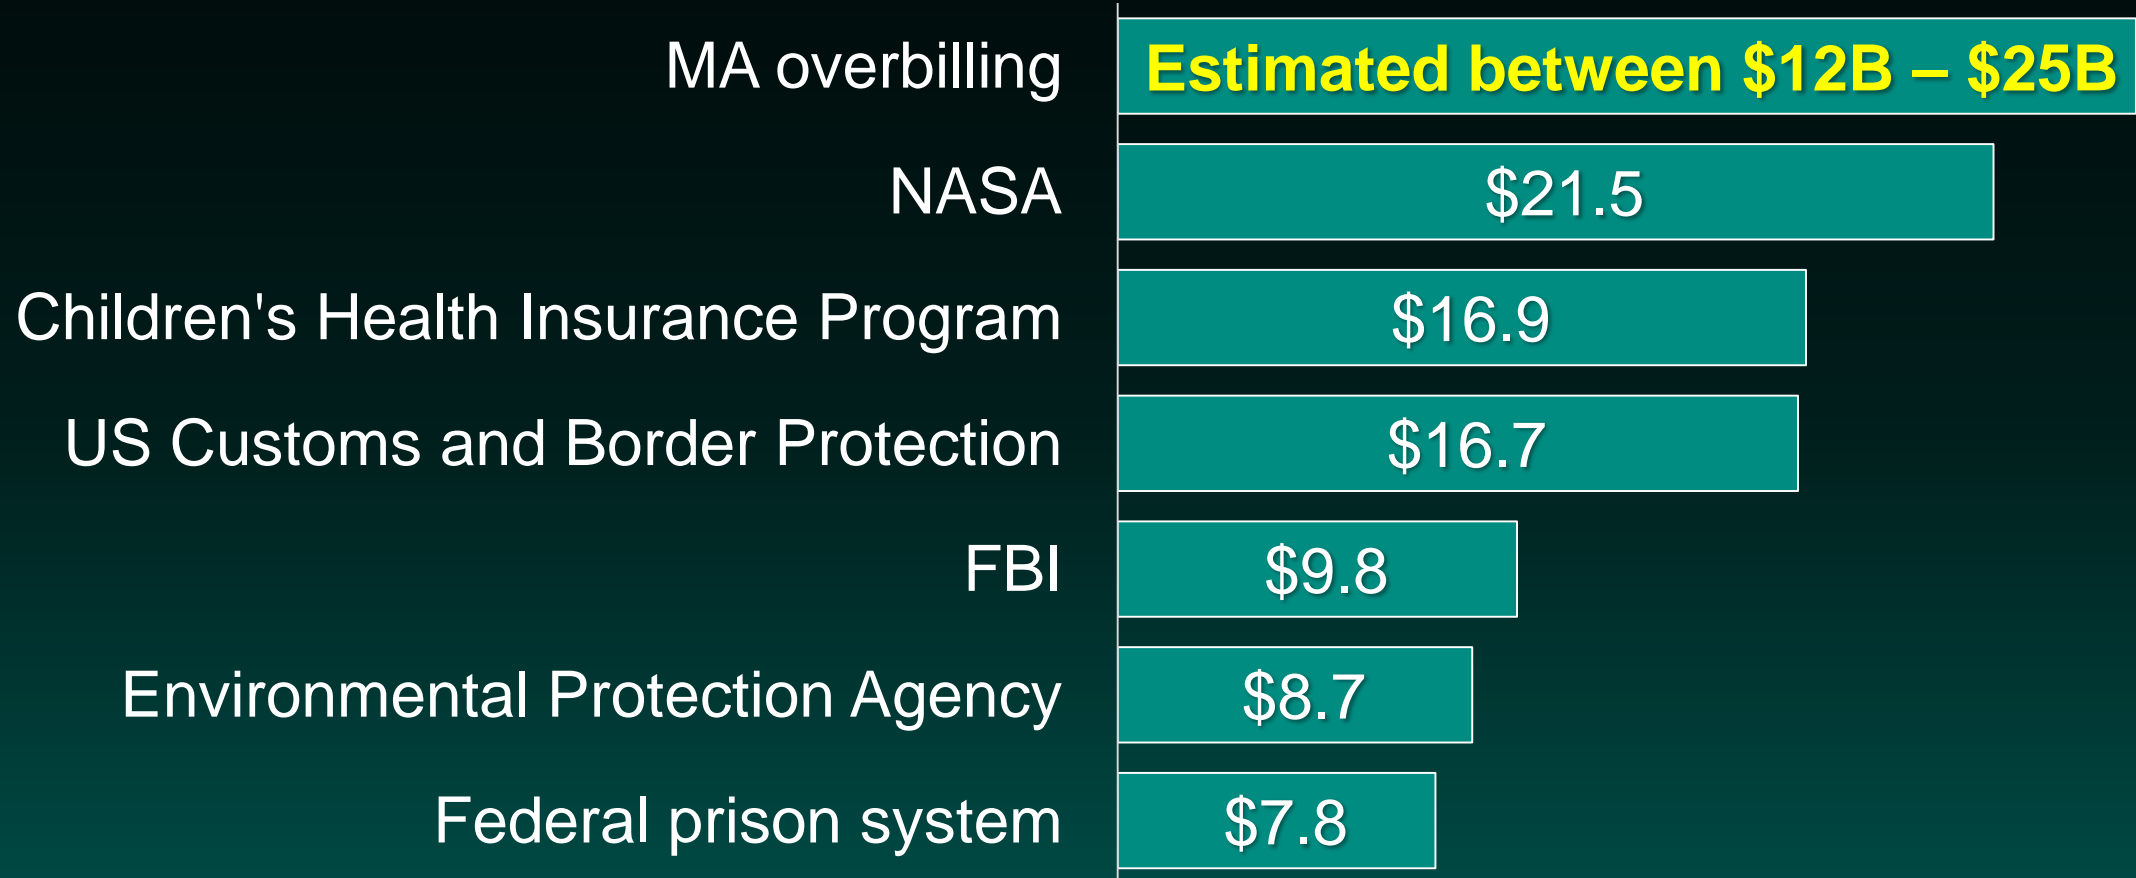 MA overbilling
Estimated between $12B – $25B
NASA
$21.5
Children's Health Insurance Program
$16.9
US Customs and Border Protection
$16.7
FBI
$9.8
Environmental Protection Agency
$8.7
Federal prison system
$7.8